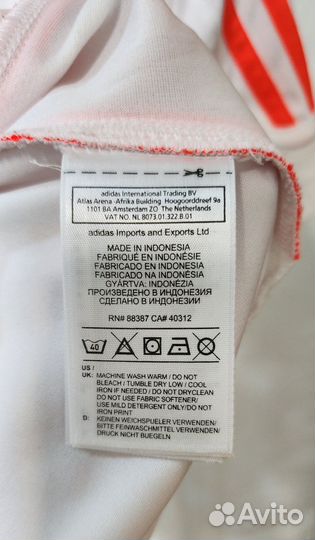 adidas International Trading BV
Atlas Arena -Afrika Building Hoogoorddreef 9a
1101 BA Amsterdam ZO The Netherlands
VAT NO. NL 8073.01.322.B.01
adidas Imports and Exports Ltd
MADE IN INDONESIA
FABRIQUÉ EN INDONÉSIE
FABRICADO EN INDONESIA
FABRICADO NA INDONÉSIA
GYÁRTVA: INDONÉZIA
ПРОИЗВЕДЕНО В ИНДОНЕЗИЯ
СДЕЛАНО В ИНДОНЕЗИИ
RN# 88387 CA# 40312
40
US /
UK: MACHINE WASH WARM / DO NOT
BLEACH / TUMBLE DRY LOW / COOL
IRON IF NEEDED / DO NOT DRYCLEAN
DO NOT USE FABRIC SOFTENER/
USE MILD DETERGENT ONLY/DO NOT
IRON PRINT
D: KEINEN WEICHSPUELER VERWENDEN/
BITTE FEINWASCHMITTEL VERWENDEN/
DRUCK NICHT BUEGELN
Avito